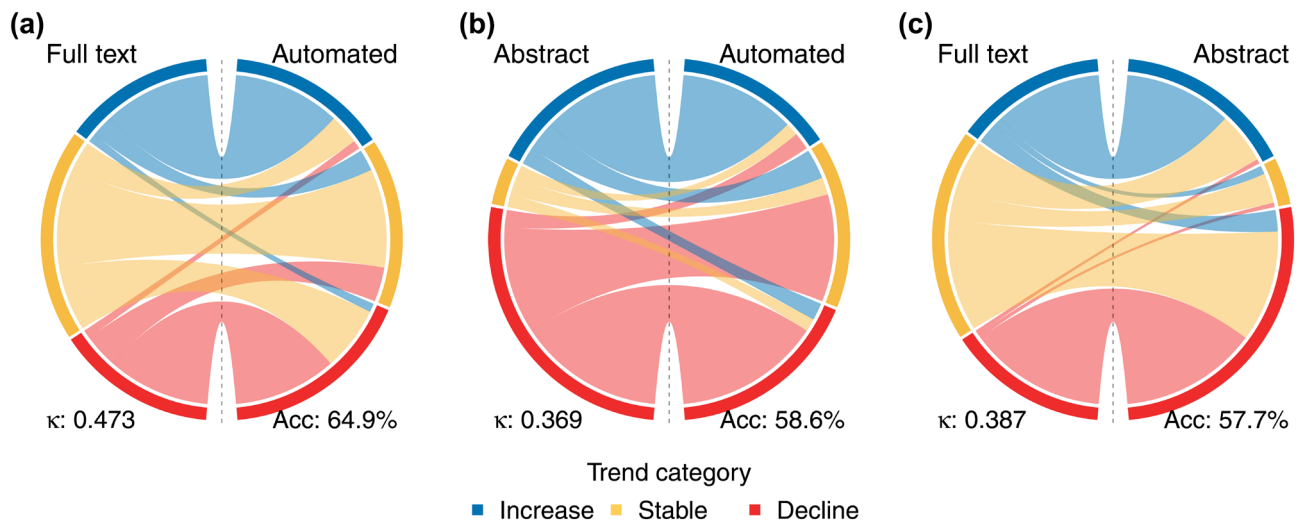 (a)
Full text
Automated
κ: 0.473
Acc: 64.9%
(b)
Abstract
Automated
κ: 0.369
Acc: 58.6%
(c)
Full text
Abstract
κ: 0.387
Acc: 57.7%
Trend category
Increase
Stable
Decline